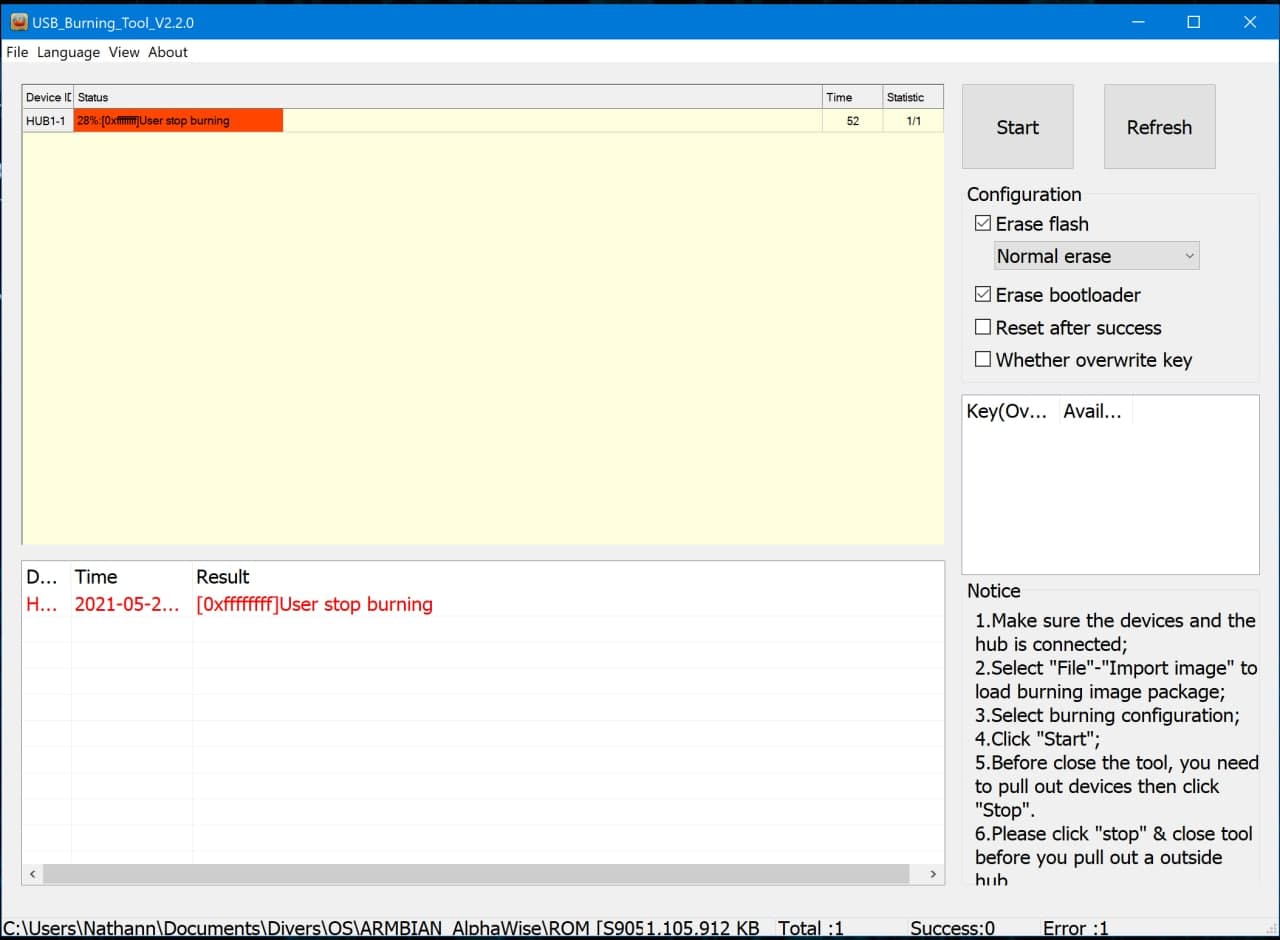 USB_Burning_Tool_V2.2.0
File Language View About
Device ID Status Time Statistic
HUB1-1 28%:[0xffffffff]User stop burning 52 1/1
Start
Refresh
Configuration
Erase flash
Normal erase
Erase bootloader
Reset after success
Whether overwrite key
Key(Ov... Avail...
D... Time Result
H... 2021-05-2... [0xffffffff]User stop burning
Notice
1.Make sure the devices and the
hub is connected;
2.Select "File"-"Import image" to
load burning image package;
3.Select burning configuration;
4.Click "Start";
5.Before close the tool, you need
to pull out devices then click
"Stop".
6.Please click "stop" & close tool
before you pull out a outside
hub
C:\Users\Nathann\Documents\Divers\OS\ARMBIAN_AlphaWise\ROM [S9051.105.912 KB Total :1 Success:0 Error :1